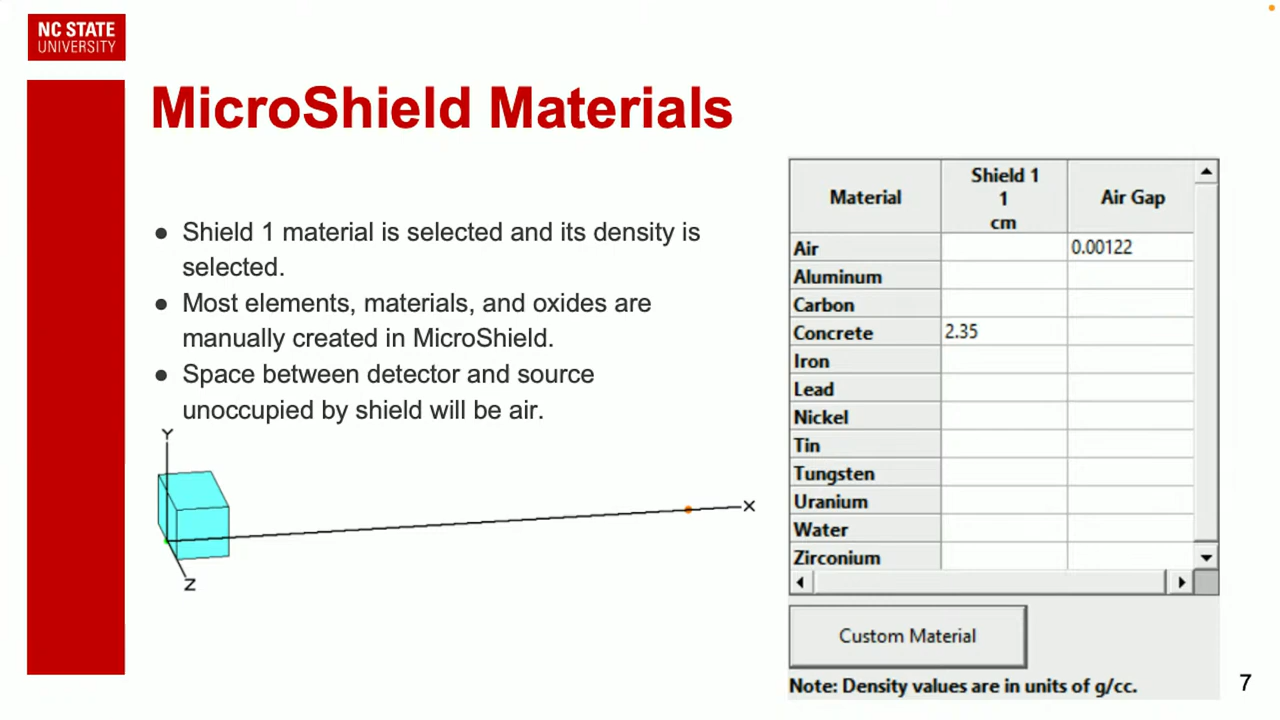 NC STATE
UNIVERSITY
MicroShield Materials
● Shield 1 material is selected and its density is
selected.
● Most elements, materials, and oxides are
manually created in MicroShield.
● Space between detector and source
unoccupied by shield will be air.
Y
X
Z
Material Shield 1 Air Gap
1
cm
Air 0.00122
Aluminum
Carbon
Concrete 2.35
Iron
Lead
Nickel
Tin
Tungsten
Uranium
Water
Zirconium
Custom Material
Note: Density values are in units of g/cc.
7